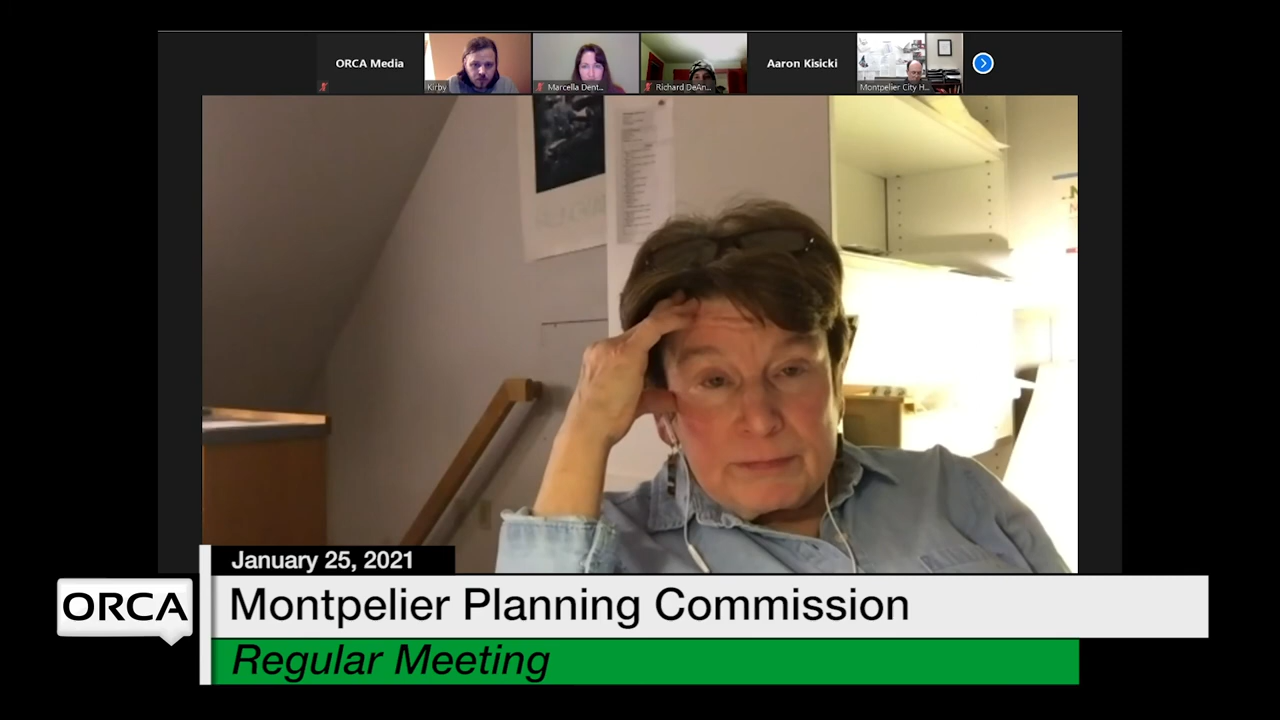 ORCA Media
Kirby
Marcella Dent...
Richard DeAn...
Aaron Kisicki
Montpelier City H...
January 25, 2021
ORCA
Montpelier Planning Commission
Regular Meeting